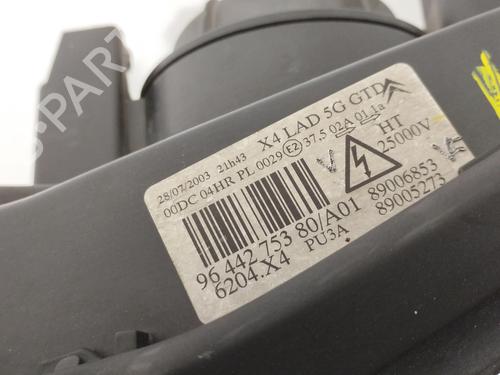 28/07/2003 21h43 X4 LAD 5G GTD
00DC 04HR PL 0029 E2 37.5 02A 01 1a
HT
25000V
96 442 753 80/A01 89006853
6204.X4 PU3A 89005273
B-PARTS